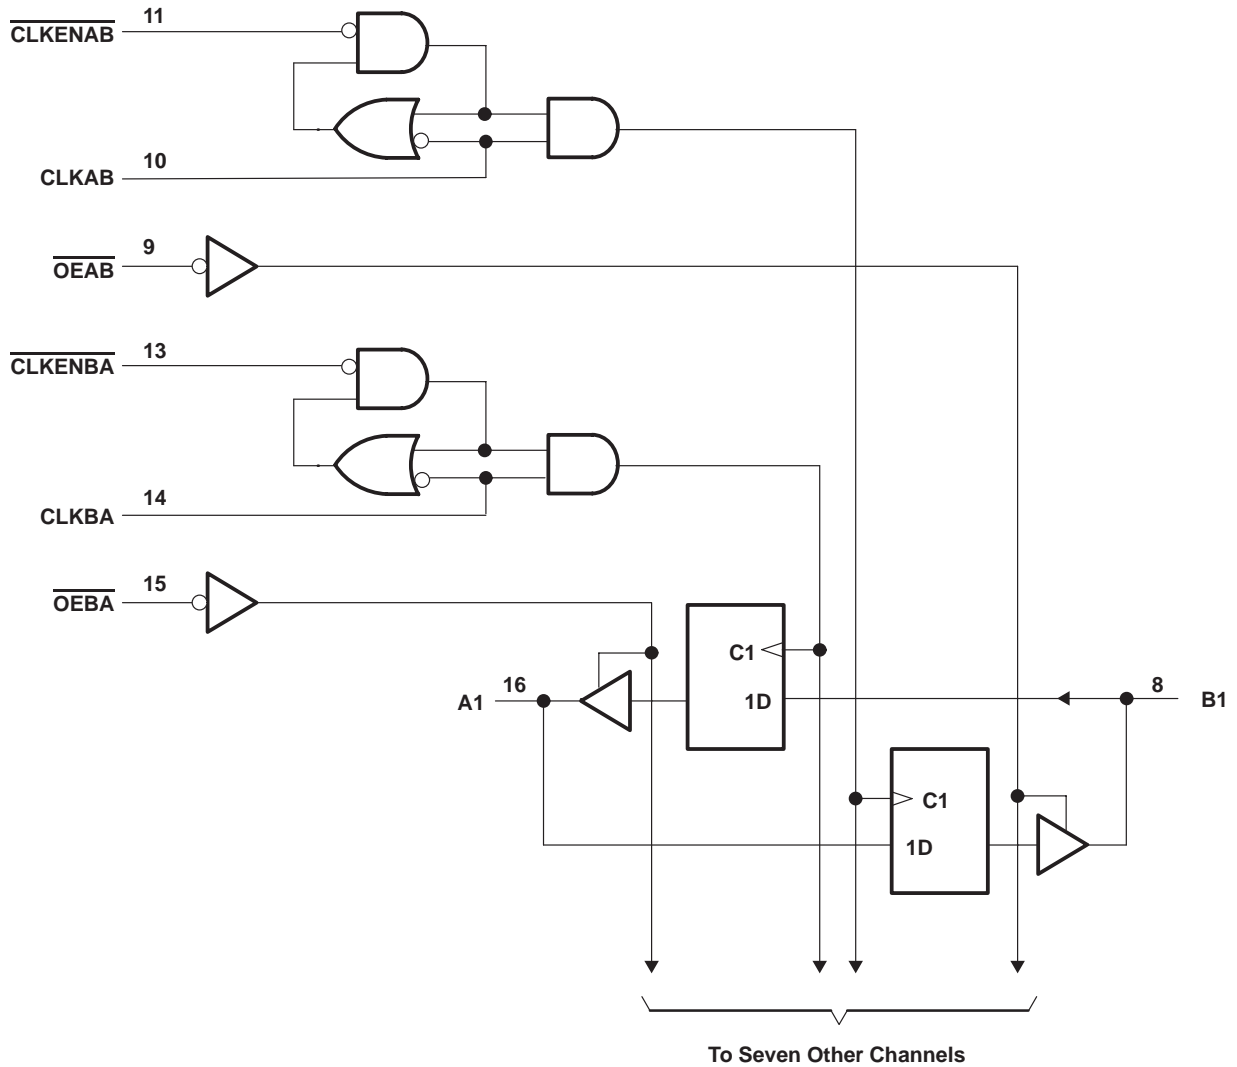 11
CLKENAB
10
CLKAB
9
OEAB
13
CLKENBA
14
CLKBA
15
OEBA
C1
16
A1
1D
8
B1
C1
1D
To Seven Other Channels